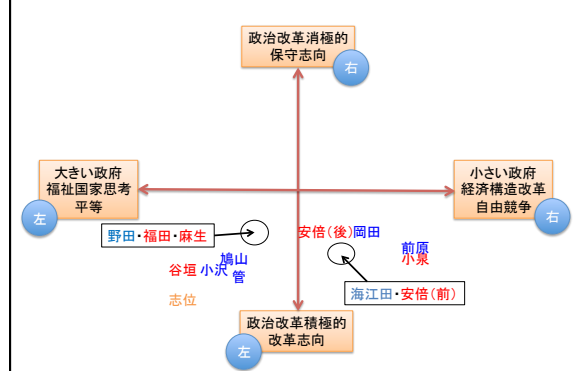 政治改革消極的
保守志向
右
大きい政府
福祉国家思考
平等
左
小さい政府
経済構造改革
自由競争
右
野田・福田・麻生
安倍(後)岡田
前原
小泉
鳩山
谷垣 小沢 管
志位
海江田・安倍(前)
政治改革積極的
改革志向
左